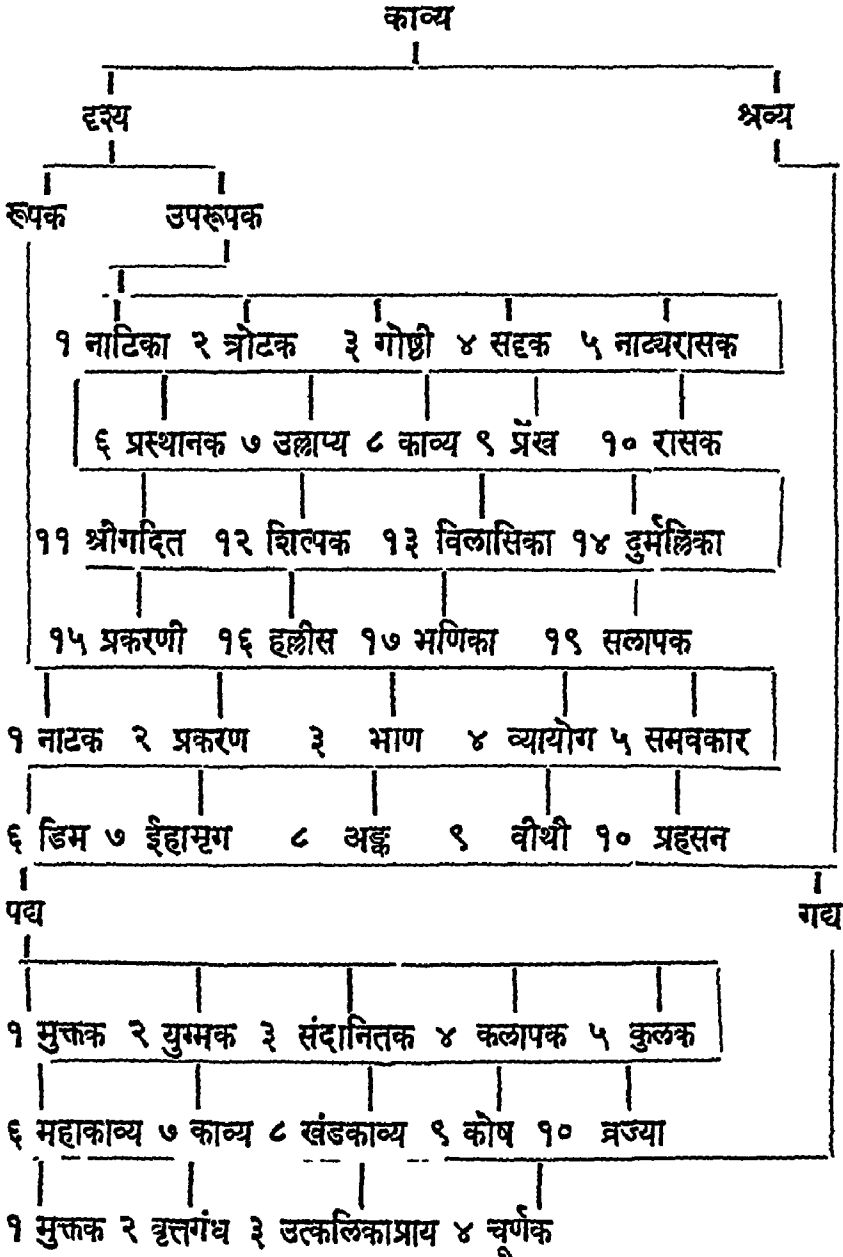 काव्य
दृश्य श्रव्य
रूपक उपरूपक
१ नाटिका २ त्रोटक ३ गोष्ठी ४ सट्टक ५ नाट्यरासक
६ प्रस्थानक ७ उल्लाप्य ८ काव्य ९ प्रेंख १० रासक
११ श्रीगदित १२ शिल्पक १३ विलासिका १४ दुर्मल्लिका
१५ प्रकरणी १६ हल्लीस १७ भणिका १९ सलापक
१ नाटक २ प्रकरण ३ भाण ४ व्यायोग ५ समवकार
६ डिम ७ ईहामृग ८ अङ्क ९ वीथी १० प्रहसन
पद्य गद्य
१ मुक्तक २ युग्मक ३ संदानितक ४ कलापक ५ कुलक
६ महाकाव्य ७ काव्य ८ खंडकाव्य ९ कोष १० व्रज्या
१ मुक्तक २ वृत्तगंध ३ उत्कलिकाप्राय ४ चूर्णक